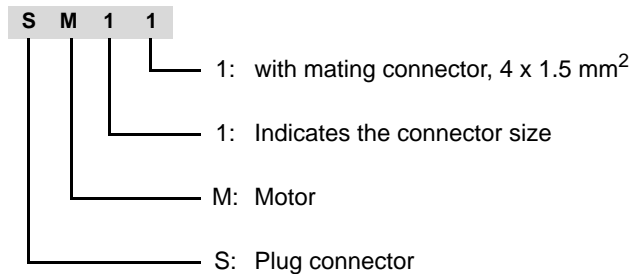 S M 1 1
1: with mating connector, 4 x 1.5 mm²
1: Indicates the connector size
M: Motor
S: Plug connector